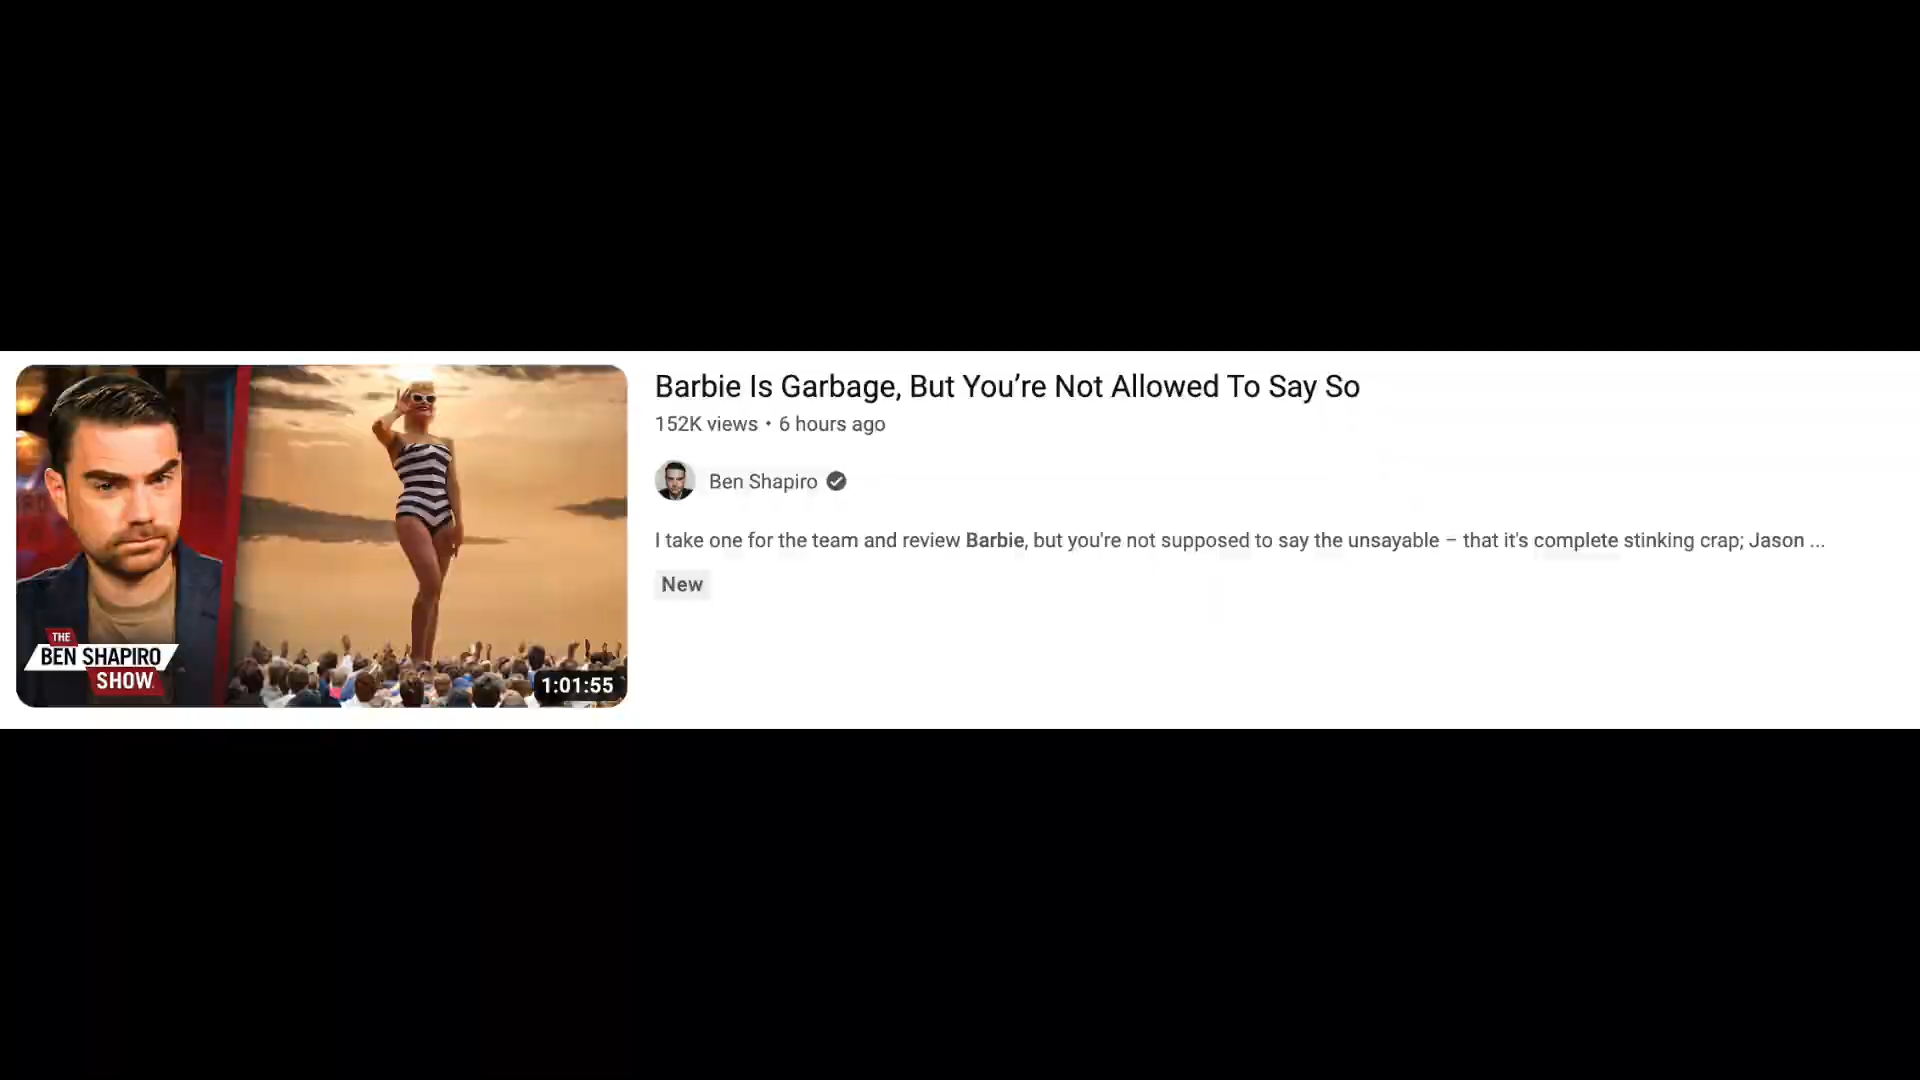 Barbie Is Garbage, But You’re Not Allowed To Say So
152K views • 6 hours ago
Ben Shapiro
I take one for the team and review Barbie, but you're not supposed to say the unsayable – that it's complete stinking crap; Jason ...
New
THE
BEN SHAPIRO
SHOW
1:01:55